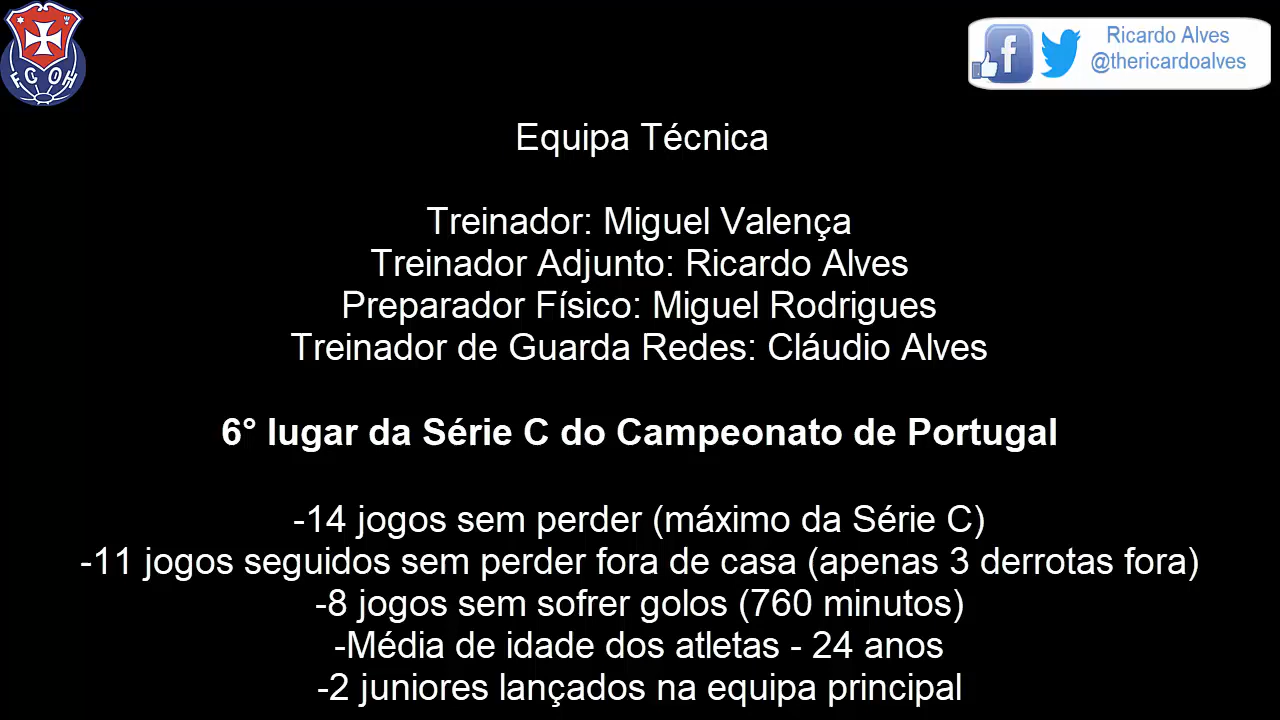 FCOH
Ricardo Alves
@thericardoalves
Equipa Técnica
Treinador: Miguel Valença
Treinador Adjunto: Ricardo Alves
Preparador Físico: Miguel Rodrigues
Treinador de Guarda Redes: Cláudio Alves
6° lugar da Série C do Campeonato de Portugal
-14 jogos sem perder (máximo da Série C)
-11 jogos seguidos sem perder fora de casa (apenas 3 derrotas fora)
-8 jogos sem sofrer golos (760 minutos)
-Média de idade dos atletas - 24 anos
-2 juniores lançados na equipa principal